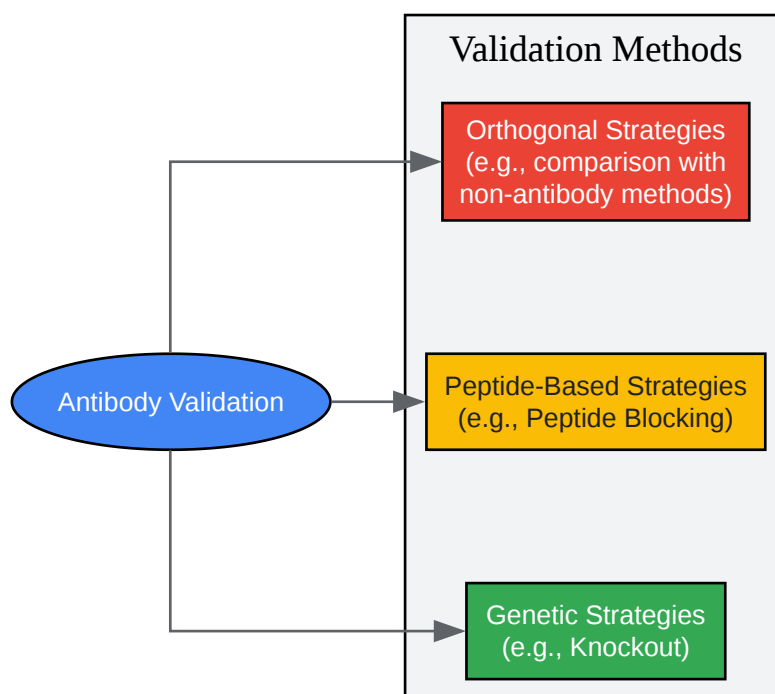 Validation Methods
Orthogonal Strategies
(e.g., comparison with
non-antibody methods)
Antibody Validation
Peptide-Based Strategies
(e.g., Peptide Blocking)
Genetic Strategies
(e.g., Knockout)